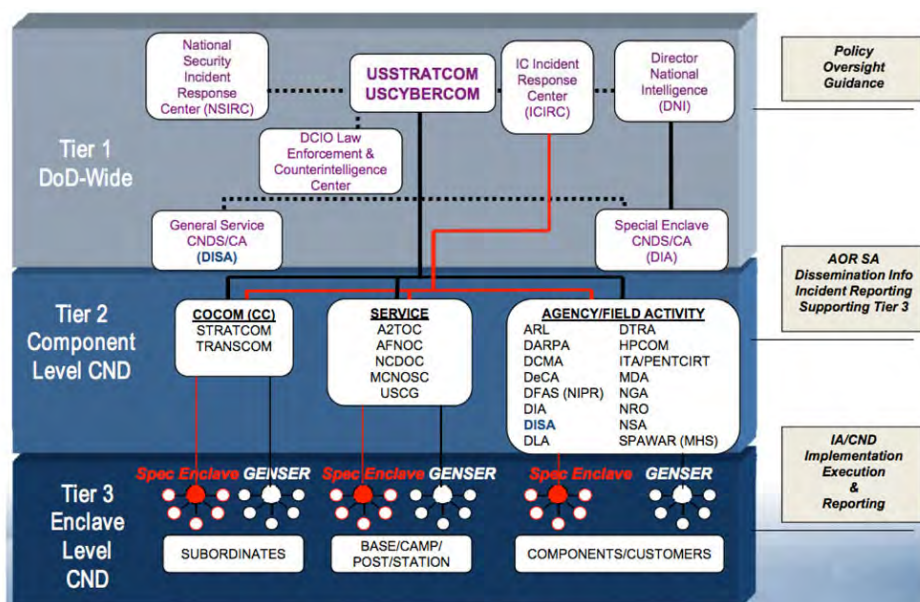 National
Security
Incident
Response
Center (NSIRC)
USSTRATCOM
USCYBERCOM
IC Incident
Response
Center
(ICIRC)
Director
National
Intelligence
(DNI)
Policy
Oversight
Guidance
DCIO Law
Enforcement &
Counterintelligence
Center
Tier 1
DoD-Wide
General Service
CNDS/CA
(DISA)
Special Enclave
CNDS/CA
(DIA)
AOR SA
Dissemination Info
Incident Reporting
Supporting Tier 3
Tier 2
Component
Level CND
COCOM (CC)
STRATCOM
TRANSCOM
SERVICE
A2TOC
AFNOC
NCDOC
MCNOSC
USCG
AGENCY/FIELD ACTIVITY
ARL DTRA
DARPA HPCOM
DCMA ITA/PENTCIRT
DeCA MDA
DFAS (NIPR) NGA
DIA NRO
DISA NSA
DLA SPAWAR (MHS)
IA/CND
Implementation
Execution
&
Reporting
Tier 3
Enclave
Level
CND
Spec Enclave GENSER
Spec Enclave GENSER
Spec Enclave GENSER
SUBORDINATES
BASE/CAMP/
POST/STATION
COMPONENTS/CUSTOMERS